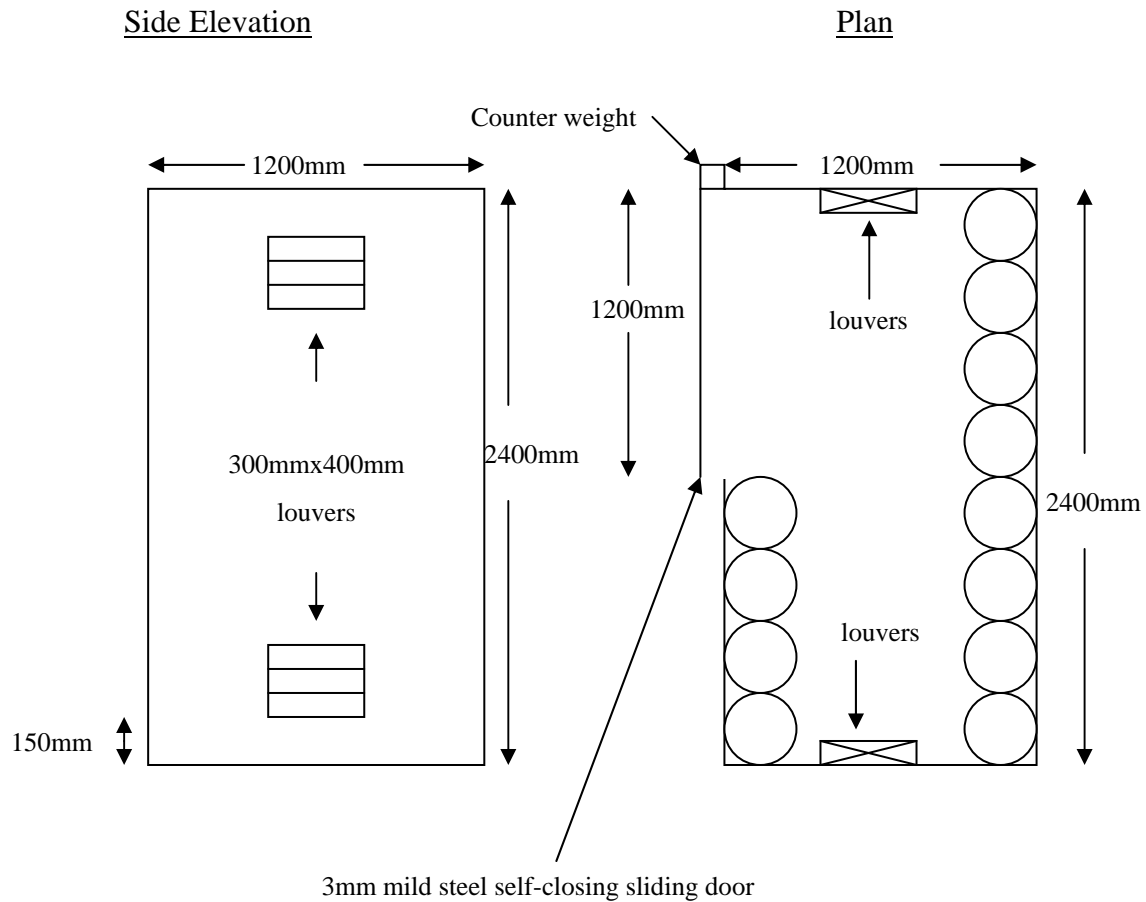 Side Elevation
Plan
Counter weight
1200mm
1200mm
1200mm
louvers
300mmx400mm
louvers
2400mm
2400mm
louvers
150mm
3mm mild steel self-closing sliding door